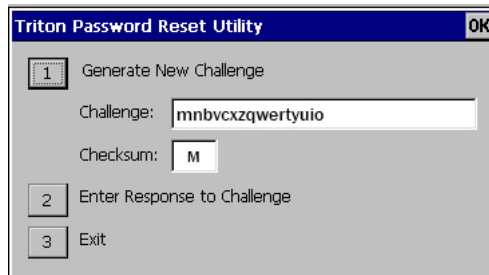 Triton Password Reset Utility OK
1 Generate New Challenge
Challenge: mnbvcxzqwertyuio
Checksum: M
2 Enter Response to Challenge
3 Exit